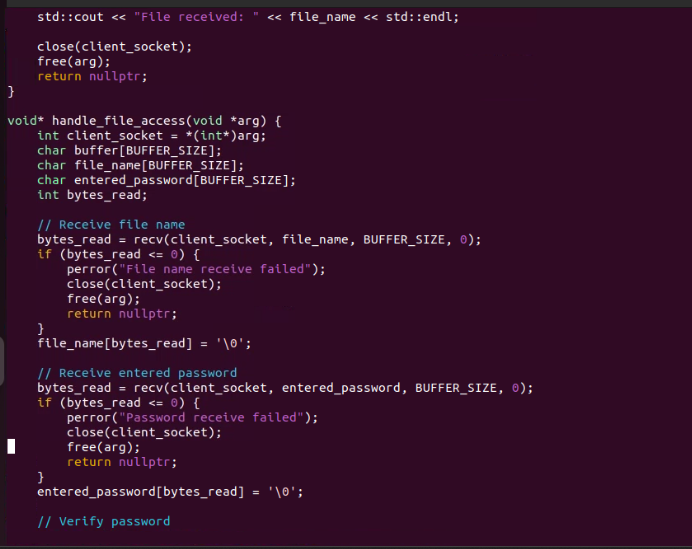 std::cout << "File received: " << file_name << std::endl;

    close(client_socket);
    free(arg);
    return nullptr;
}

void* handle_file_access(void *arg) {
    int client_socket = *(int*)arg;
    char buffer[BUFFER_SIZE];
    char file_name[BUFFER_SIZE];
    char entered_password[BUFFER_SIZE];
    int bytes_read;

    // Receive file name
    bytes_read = recv(client_socket, file_name, BUFFER_SIZE, 0);
    if (bytes_read <= 0) {
        perror("File name receive failed");
        close(client_socket);
        free(arg);
        return nullptr;
    }
    file_name[bytes_read] = '\0';

    // Receive entered password
    bytes_read = recv(client_socket, entered_password, BUFFER_SIZE, 0);
    if (bytes_read <= 0) {
        perror("Password receive failed");
        close(client_socket);
        free(arg);
        return nullptr;
    }
    entered_password[bytes_read] = '\0';

    // Verify password